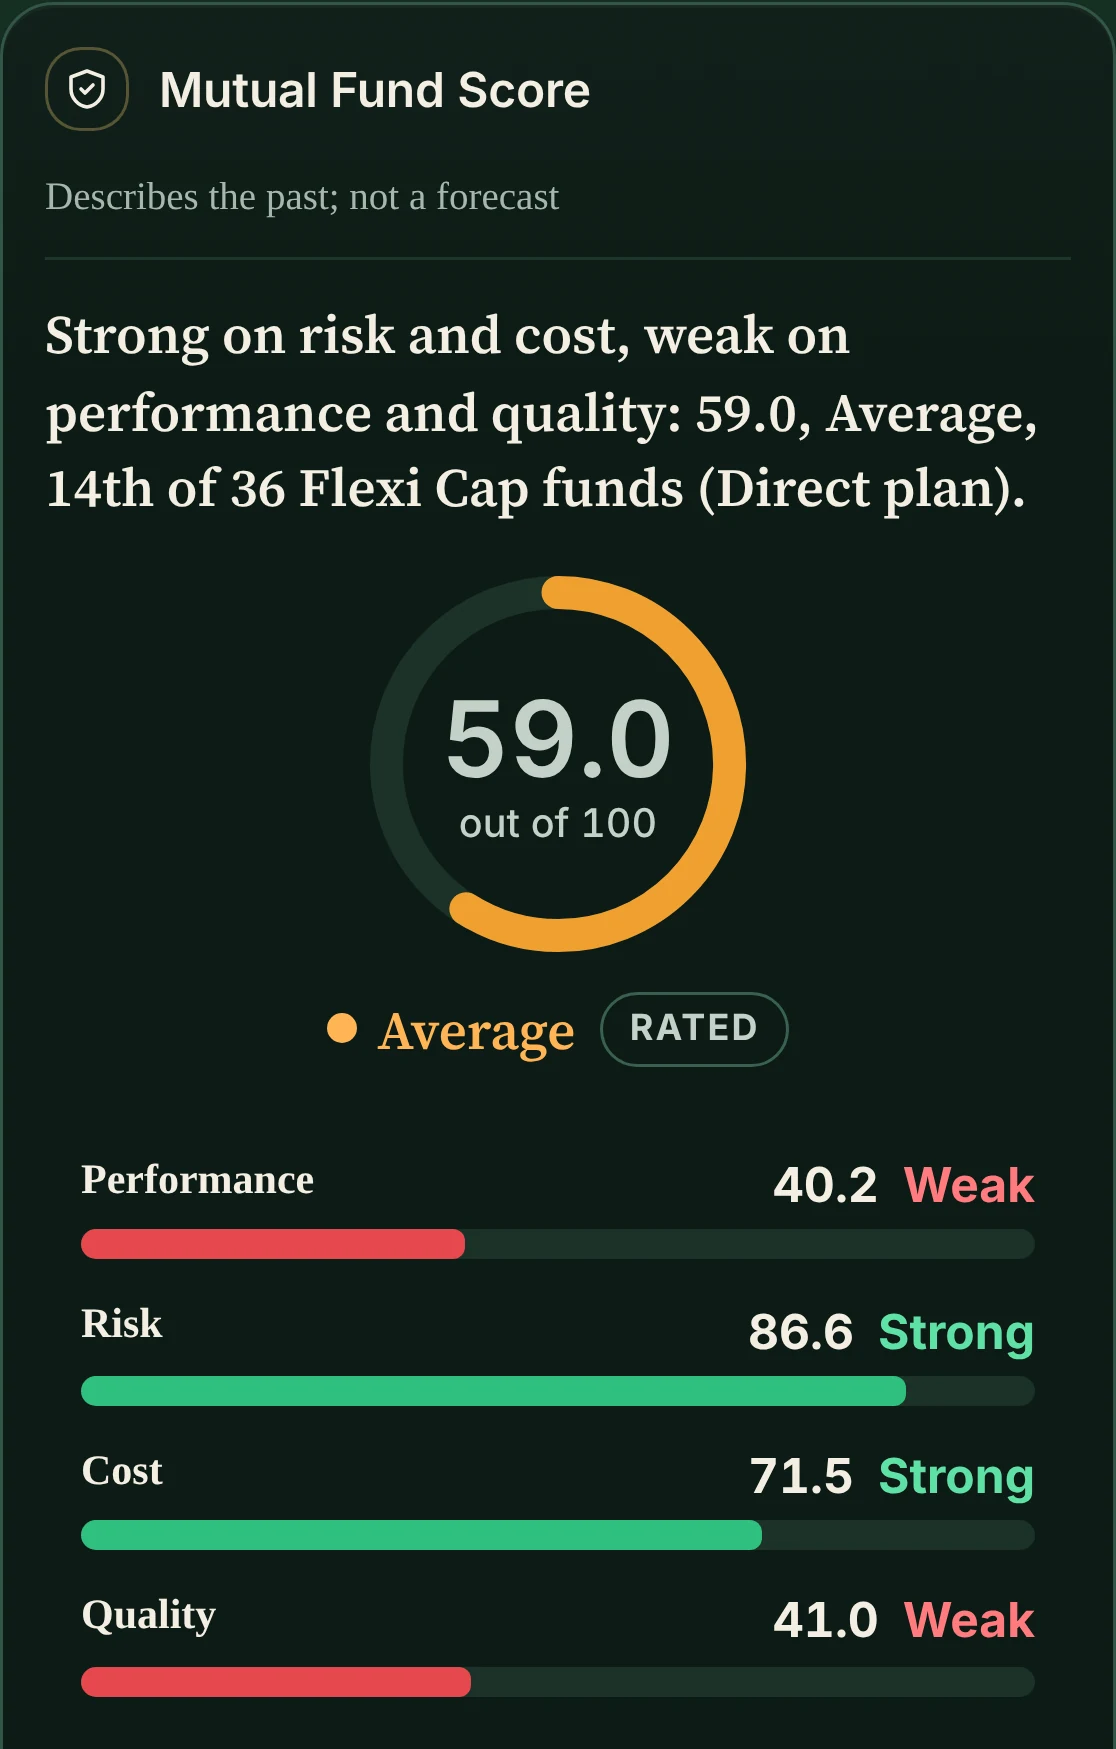 Mutual Fund Score
Describes the past; not a forecast
Strong on risk and cost, weak on
performance and quality: 59.0, Average,
14th of 36 Flexi Cap funds (Direct plan).
59.0
out of 100
Average RATED
Performance 40.2 Weak
Risk 86.6 Strong
Cost 71.5 Strong
Quality 41.0 Weak